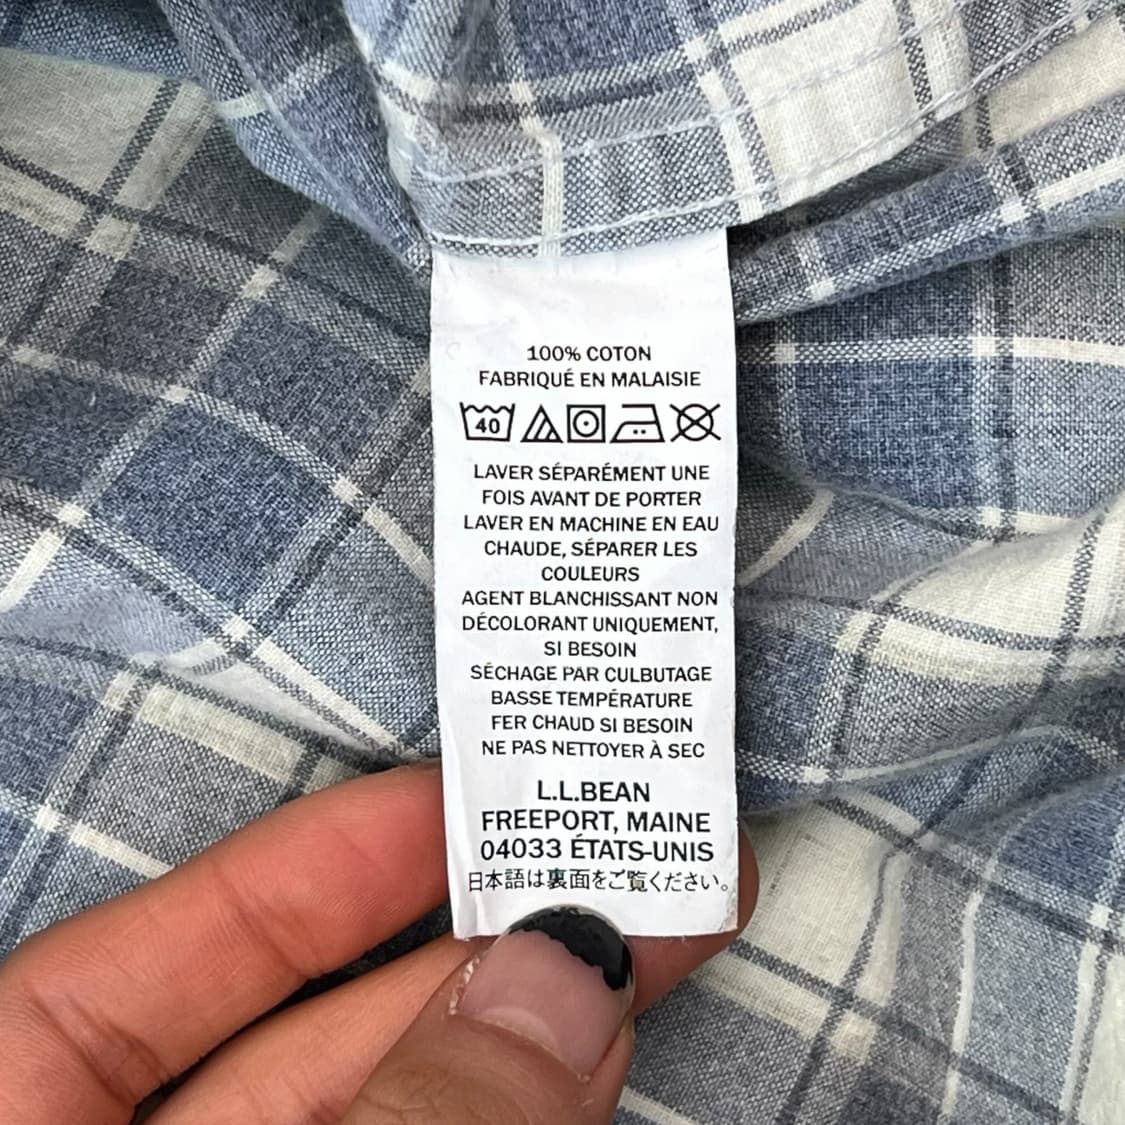 100% COTON
FABRIQUÉ EN MALAISIE
40
LAVER SÉPARÉMENT UNE
FOIS AVANT DE PORTER
LAVER EN MACHINE EN EAU
CHAUDE, SÉPARER LES
COULEURS
AGENT BLANCHISSANT NON
DÉCOLORANT UNIQUEMENT,
SI BESOIN
SÉCHAGE PAR CULBUTAGE
BASSE TEMPÉRATURE
FER CHAUD SI BESOIN
NE PAS NETTOYER À SEC
L.L.BEAN
FREEPORT, MAINE
04033 ÉTATS-UNIS
日本語は裏面をご覧ください。